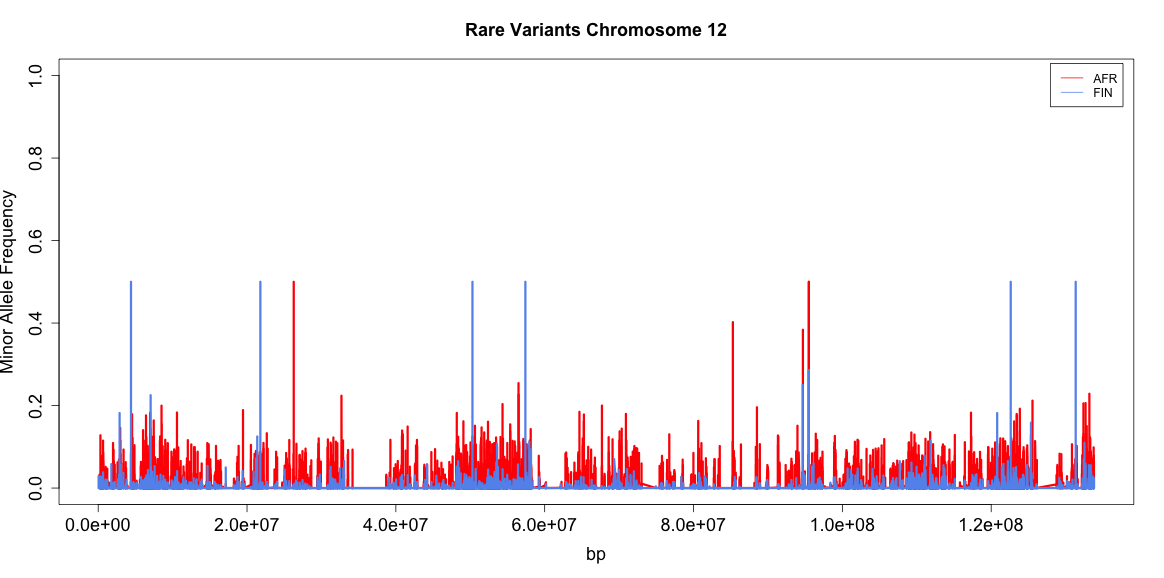 Rare Variants Chromosome 12
Minor Allele Frequency
1.0
0.8
0.6
0.4
0.2
0.0
AFR
FIN
0.0e+00 2.0e+07 4.0e+07 6.0e+07 8.0e+07 1.0e+08 1.2e+08
bp